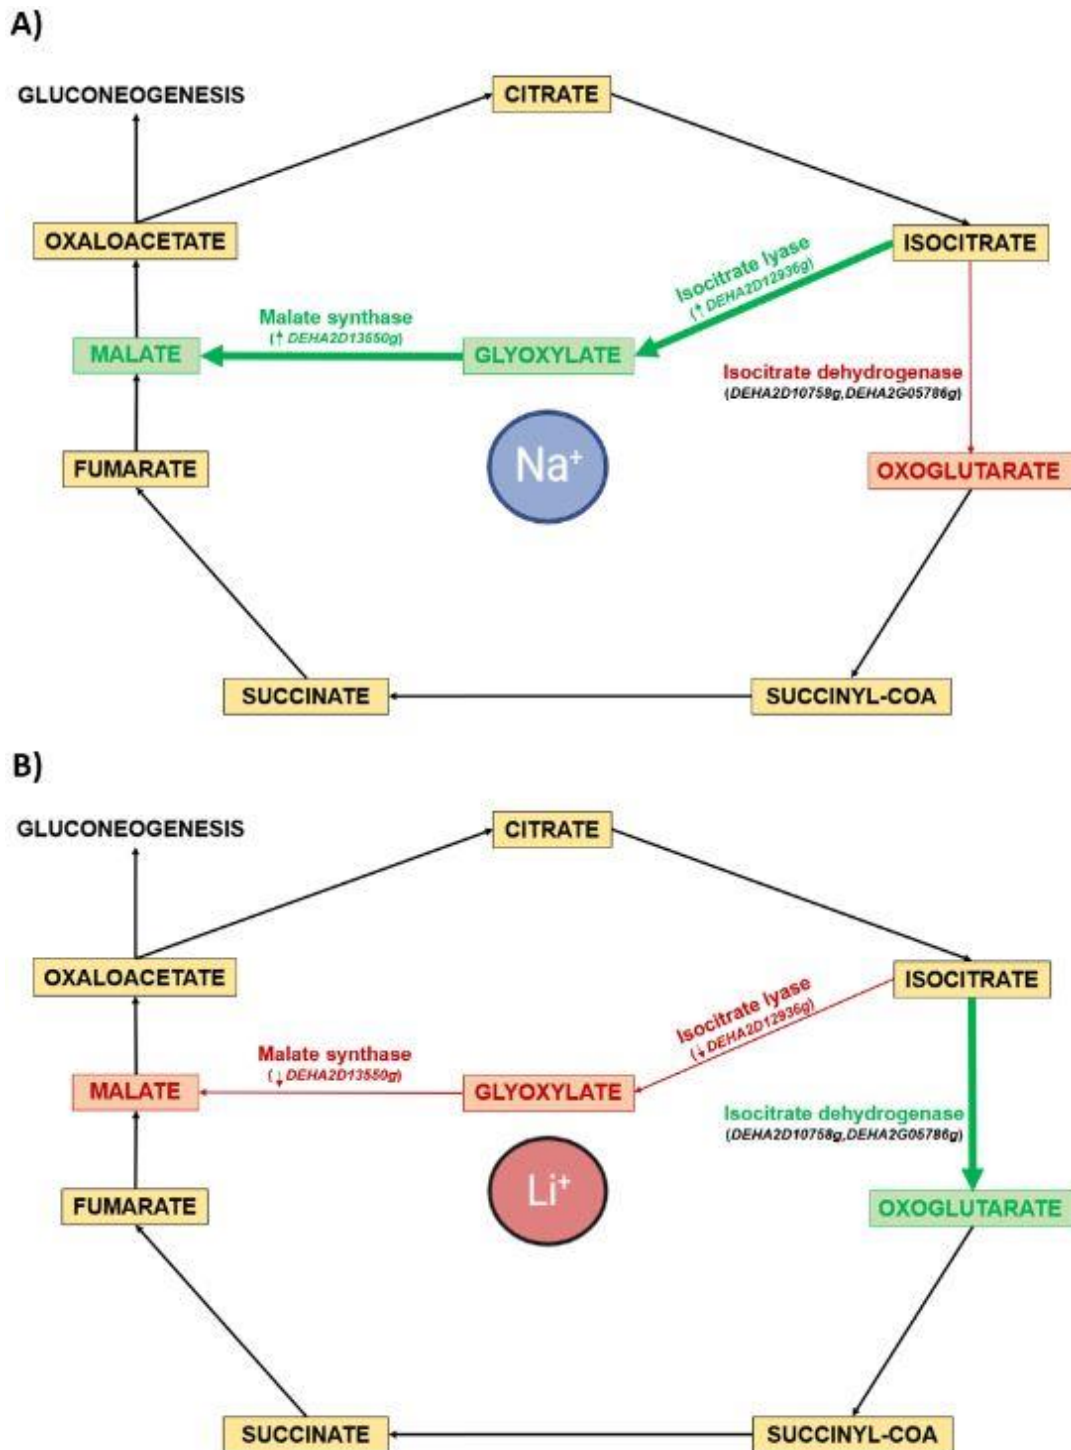 A)
GLUCONEOGENESIS
CITRATE
OXALOACETATE
ISOCITRATE
Isocitrate lyase
(↑ DEHA2D12936g)
Malate synthase
(↑ DEHA2D13550g)
MALATE
GLYOXYLATE
Isocitrate dehydrogenase
(DEHA2D10758g,DEHA2G05786g)
Na⁺
FUMARATE
OXOGLUTARATE
SUCCINATE
SUCCINYL-COA
B)
GLUCONEOGENESIS
CITRATE
OXALOACETATE
ISOCITRATE
Isocitrate lyase
(↓ DEHA2D12936g)
Malate synthase
(↓ DEHA2D13550g)
MALATE
GLYOXYLATE
Isocitrate dehydrogenase
(DEHA2D10758g,DEHA2G05786g)
Li⁺
FUMARATE
OXOGLUTARATE
SUCCINATE
SUCCINYL-COA